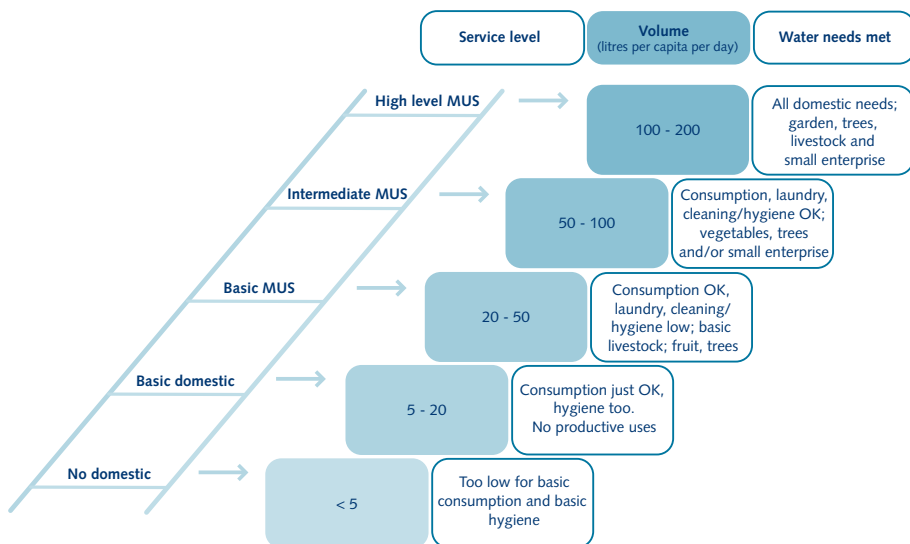 Service level
Volume
(litres per capita per day)
Water needs met
High level MUS
100 - 200
All domestic needs;
garden, trees,
livestock and
small enterprise
Intermediate MUS
50 - 100
Consumption, laundry,
cleaning/hygiene OK;
vegetables, trees
and/or small enterprise
Basic MUS
20 - 50
Consumption OK,
laundry, cleaning/
hygiene low; basic
livestock; fruit, trees
Basic domestic
5 - 20
Consumption just OK,
hygiene too.
No productive uses
No domestic
< 5
Too low for basic
consumption and basic
hygiene